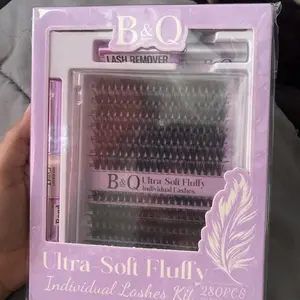 B&Q
LASH REMOVER
B&Q
B&Q Ultra-Soft Fluffy
Individual Lashes
Ultra-Soft Fluffy
Individual Lashes Kit 280PCS